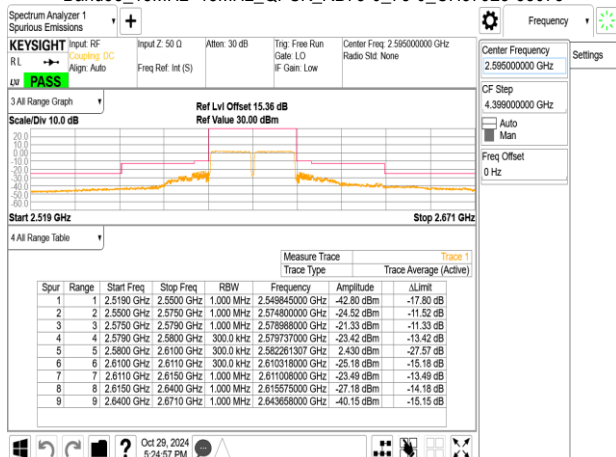 Spectrum Analyzer 1
Spurious Emissions
Frequency
Settings
KEYSIGHT
RL
Input: RF
Coupling: DC
Align: Auto
Input Z: 50 Ω
Freq Ref: Int (S)
Atten: 30 dB
Trig: Free Run
Gate: LO
IF Gain: Low
Center Freq: 2.595000000 GHz
Radio Std: None
PASS
Center Frequency
2.595000000 GHz
CF Step
4.399000000 GHz
Auto
Man
Freq Offset
0 Hz
3 All Range Graph
Scale/Div 10.0 dB
Ref Lvl Offset 15.36 dB
Ref Value 30.00 dBm
20.0
10.0
0.00
-10.0
-20.0
-30.0
-40.0
-50.0
-60.0
Start 2.519 GHz
Stop 2.671 GHz
4 All Range Table
Measure Trace Trace 1
Trace Type Trace Average (Active)
Spur Range Start Freq Stop Freq RBW Frequency Amplitude ΔLimit
1 1 2.5190 GHz 2.5500 GHz 1.000 MHz 2.549845000 GHz -42.80 dBm -17.80 dB
2 2 2.5500 GHz 2.5750 GHz 1.000 MHz 2.574800000 GHz -24.52 dBm -11.52 dB
3 3 2.5750 GHz 2.5790 GHz 1.000 MHz 2.578988000 GHz -21.33 dBm -11.33 dB
4 4 2.5790 GHz 2.5800 GHz 300.0 kHz 2.579737000 GHz -23.42 dBm -13.42 dB
5 5 2.5800 GHz 2.6100 GHz 300.0 kHz 2.582261307 GHz 2.430 dBm -27.57 dB
6 6 2.6100 GHz 2.6110 GHz 300.0 kHz 2.610318000 GHz -25.18 dBm -15.18 dB
7 7 2.6110 GHz 2.6150 GHz 1.000 MHz 2.611008000 GHz -23.49 dBm -13.49 dB
8 8 2.6150 GHz 2.6400 GHz 1.000 MHz 2.615575000 GHz -27.18 dBm -14.18 dB
9 9 2.6400 GHz 2.6710 GHz 1.000 MHz 2.643658000 GHz -40.15 dBm -15.15 dB
Oct 29, 2024
5:24:57 PM